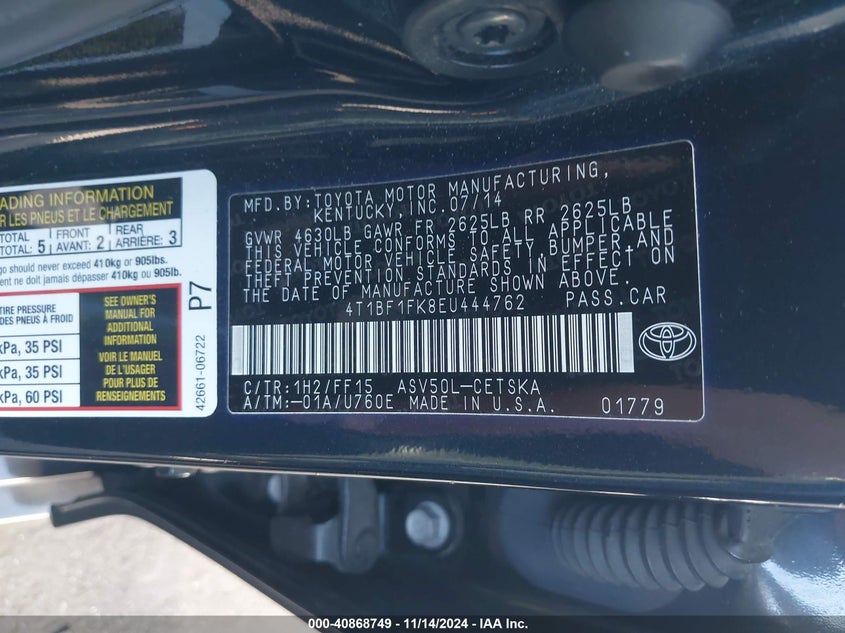 ADING INFORMATION
R LES PNEUS ET LE CHARGEMENT
TOTAL 5 FRONT 2 REAR 3
TOTAL: AVANT: ARRIÈRE:
go should never exceed 410kg or 905lbs.
ent ne doit jamais dépasser 410kg ou 905lb.
TIRE PRESSURE
DES PNEUS À FROID
kPa, 35 PSI
kPa, 35 PSI
kPa, 60 PSI
SEE OWNER'S
MANUAL FOR
ADDITIONAL
INFORMATION
VOIR LE MANUEL
DE L'USAGER
POUR PLUS DE
RENSEIGNEMENTS
P7
42661-06722
MFD.BY:TOYOTA MOTOR MANUFACTURING,
KENTUCKY,INC.07/14
GVWR 4630LB GAWR FR 2625LB RR 2625LB
THIS VEHICLE CONFORMS TO ALL APPLICABLE
FEDERAL MOTOR VEHICLE SAFETY,BUMPER,AND
THEFT PREVENTION STANDARDS IN EFFECT ON
THE DATE OF MANUFACTURE SHOWN ABOVE.
4T1BF1FK8EU444762 PASS.CAR
C/TR:1H2/FF15 ASV50L-CETSKA
A/TM:-01A/U760E MADE IN U.S.A. 01779
000-40868749 - 11/14/2024 - IAA Inc.